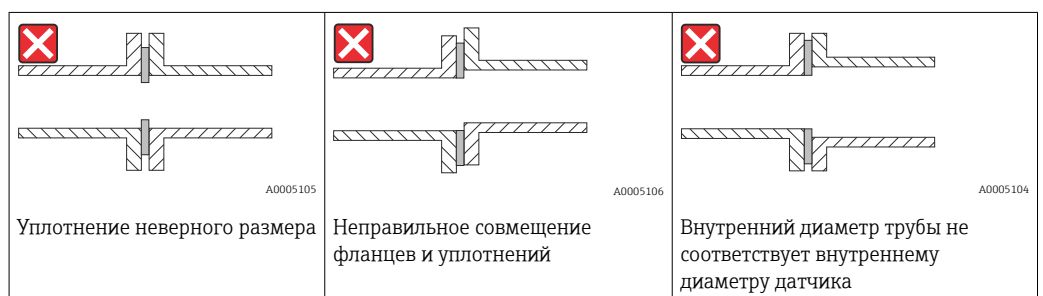 A0005105
A0005106
A0005104
Уплотнение неверного размера
Неправильное совмещение
фланцев и уплотнений
Внутренний диаметр трубы не
соответствует внутреннему
диаметру датчика